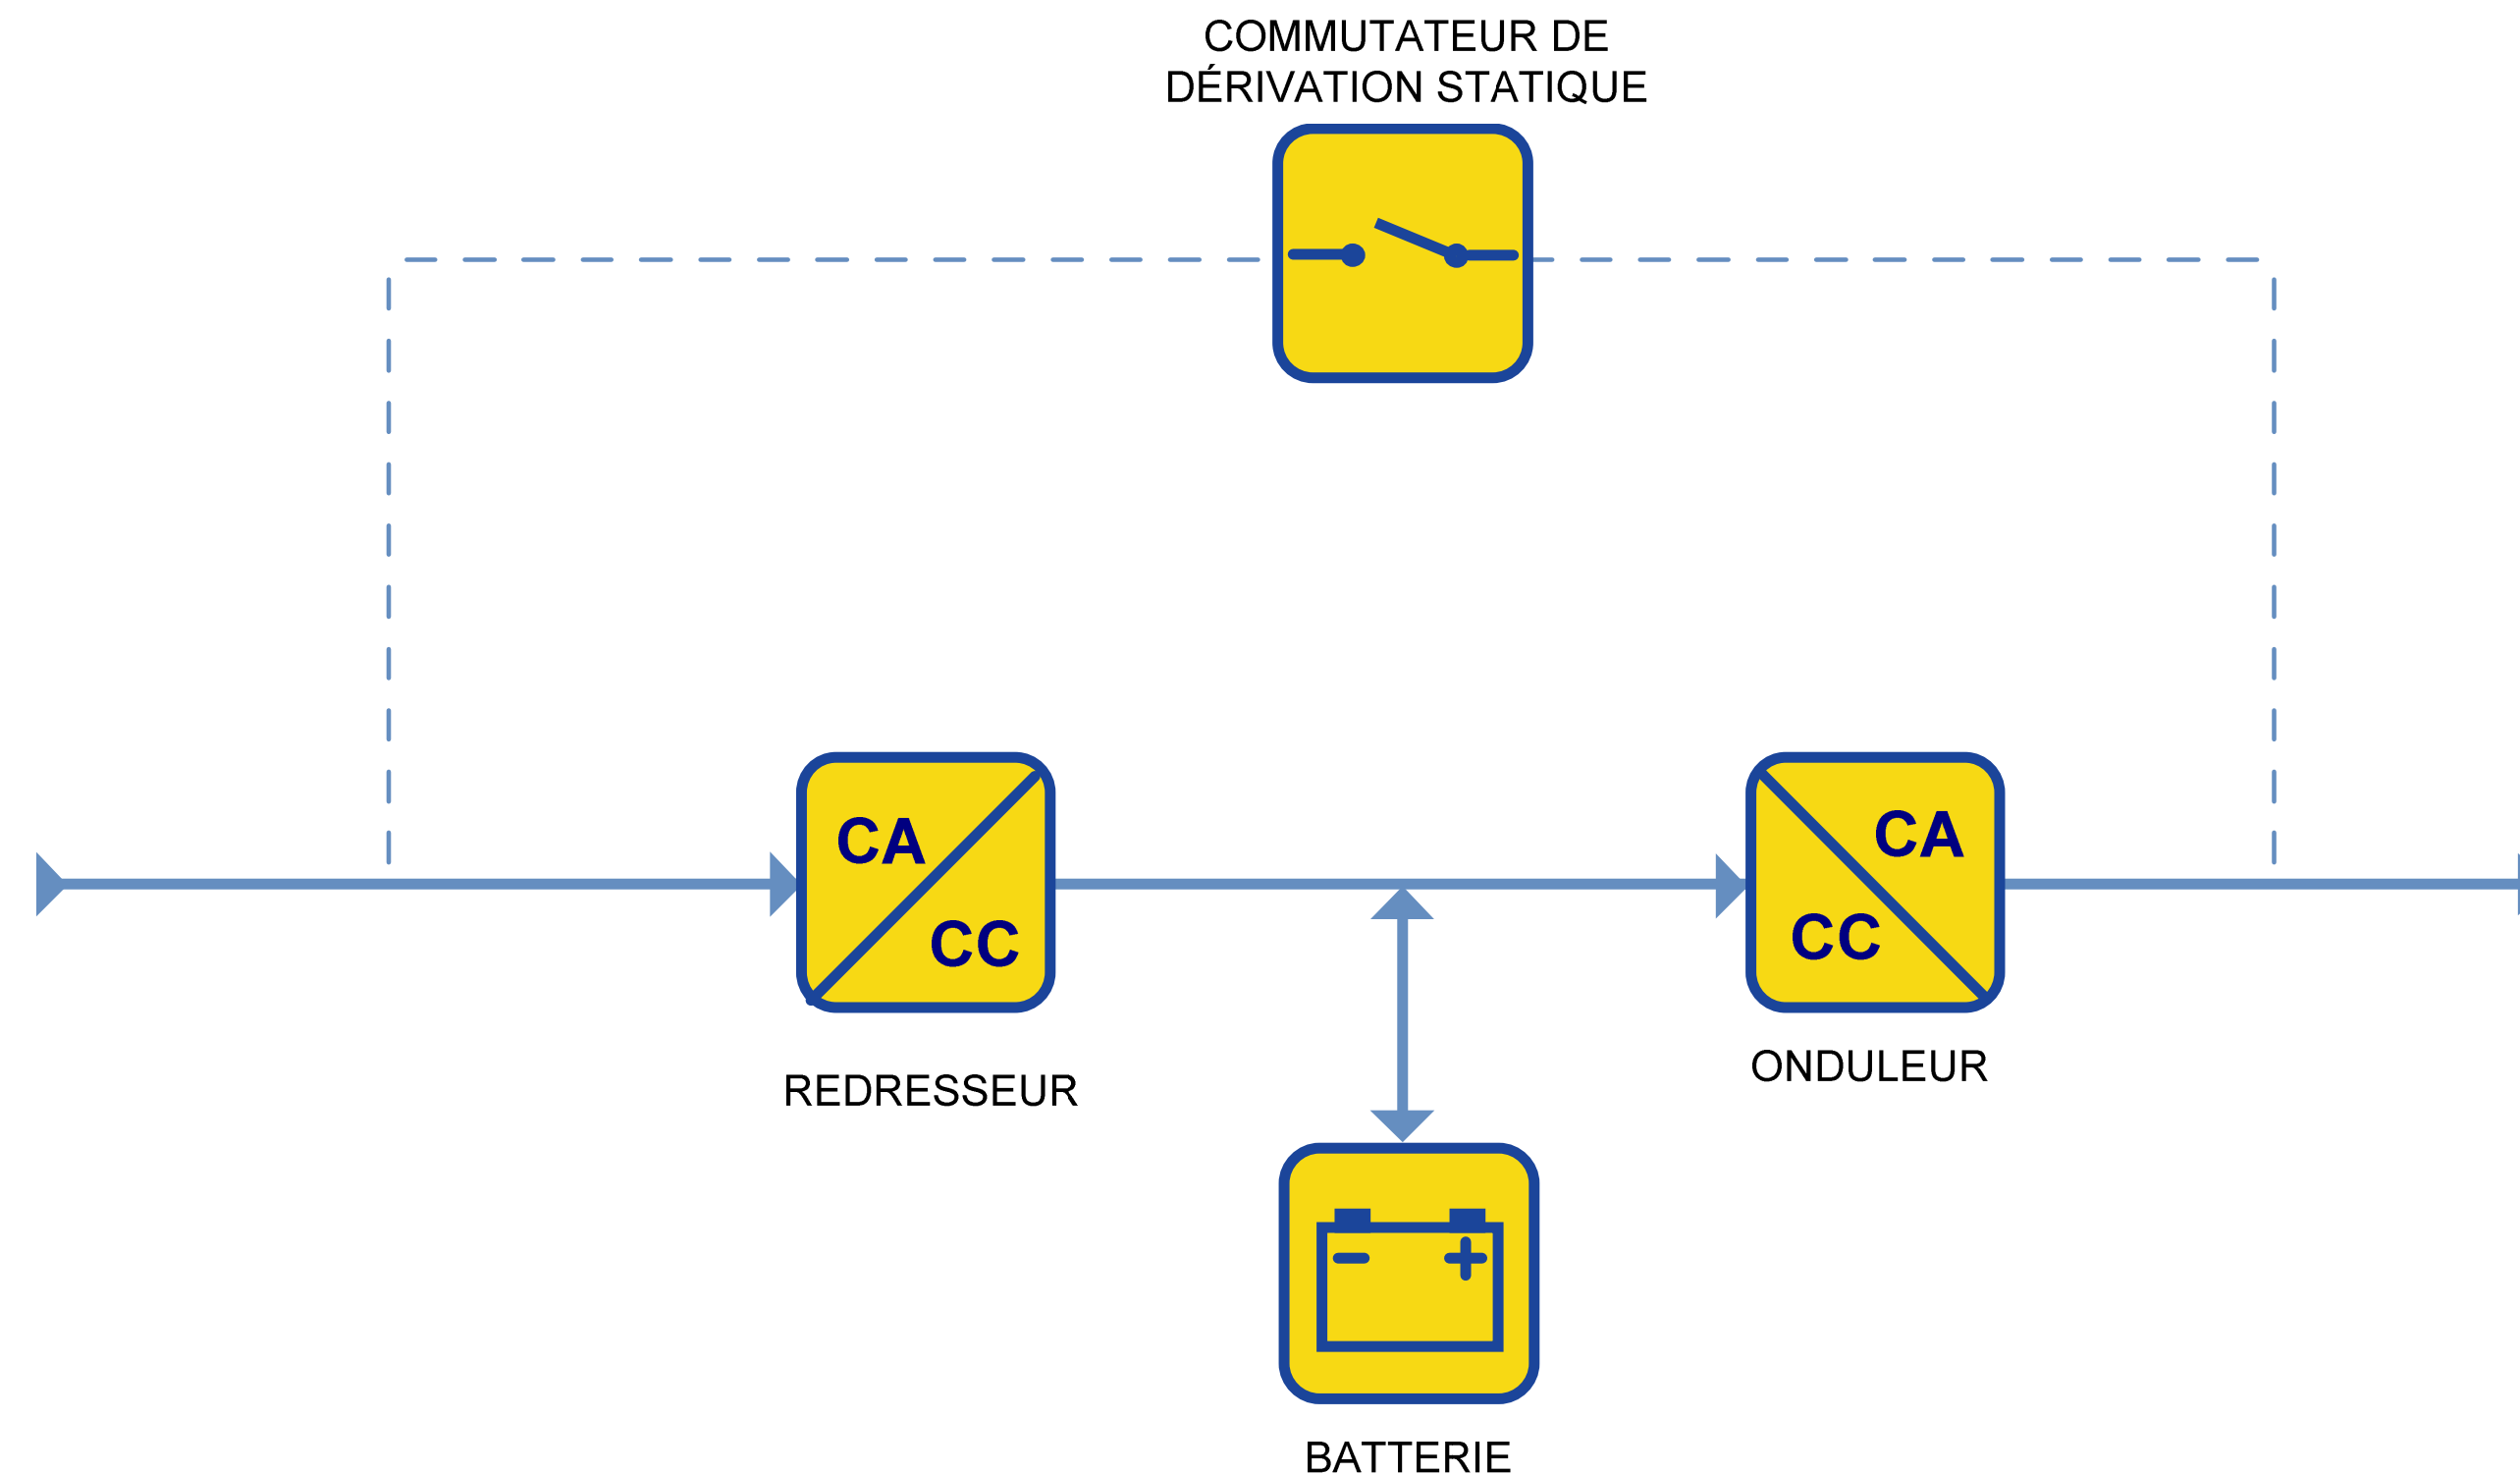 COMMUTATEUR DE
DÉRIVATION STATIQUE
CA
CC
CA
CC
REDRESSEUR
ONDULEUR
BATTERIE